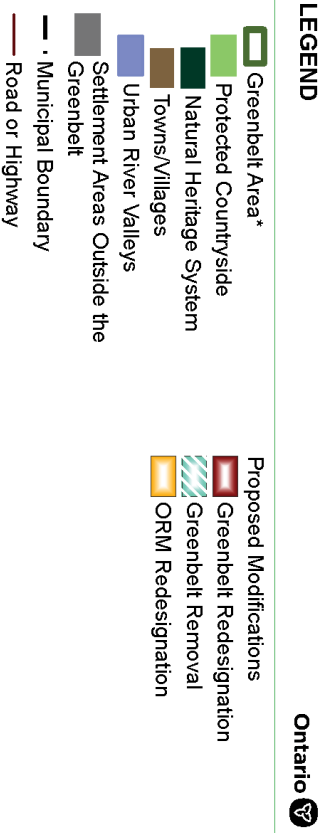 LEGEND
Ontario
Greenbelt Area*
Protected Countryside
Natural Heritage System
Towns/Villages
Urban River Valleys
Settlement Areas Outside the
Greenbelt
Municipal Boundary
Road or Highway
Proposed Modifications
Greenbelt Redesignation
Greenbelt Removal
ORM Redesignation